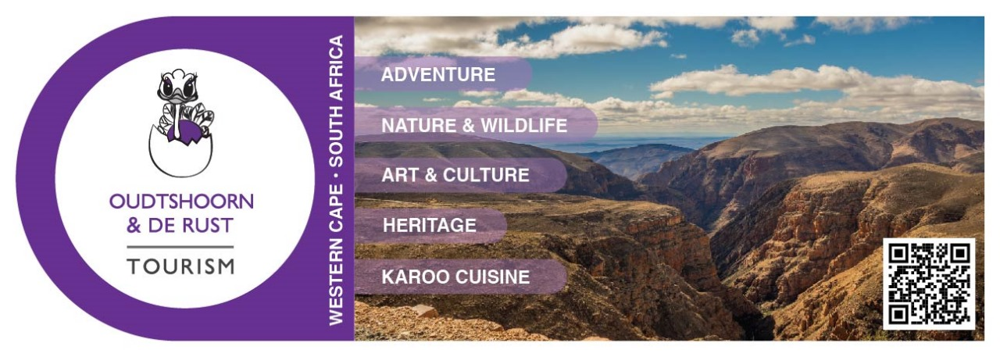 OUDTSHOORN
& DE RUST
TOURISM
WESTERN CAPE • SOUTH AFRICA
ADVENTURE
NATURE & WILDLIFE
ART & CULTURE
HERITAGE
KAROO CUISINE